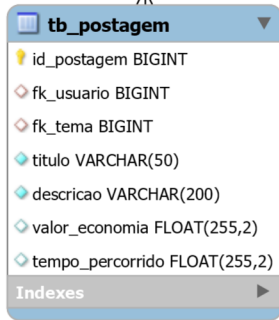 tb_postagem
id_postagem BIGINT
fk_usuario BIGINT
fk_tema BIGINT
titulo VARCHAR(50)
descricao VARCHAR(200)
valor_economia FLOAT(255,2)
tempo_percorrido FLOAT(255,2)
Indexes